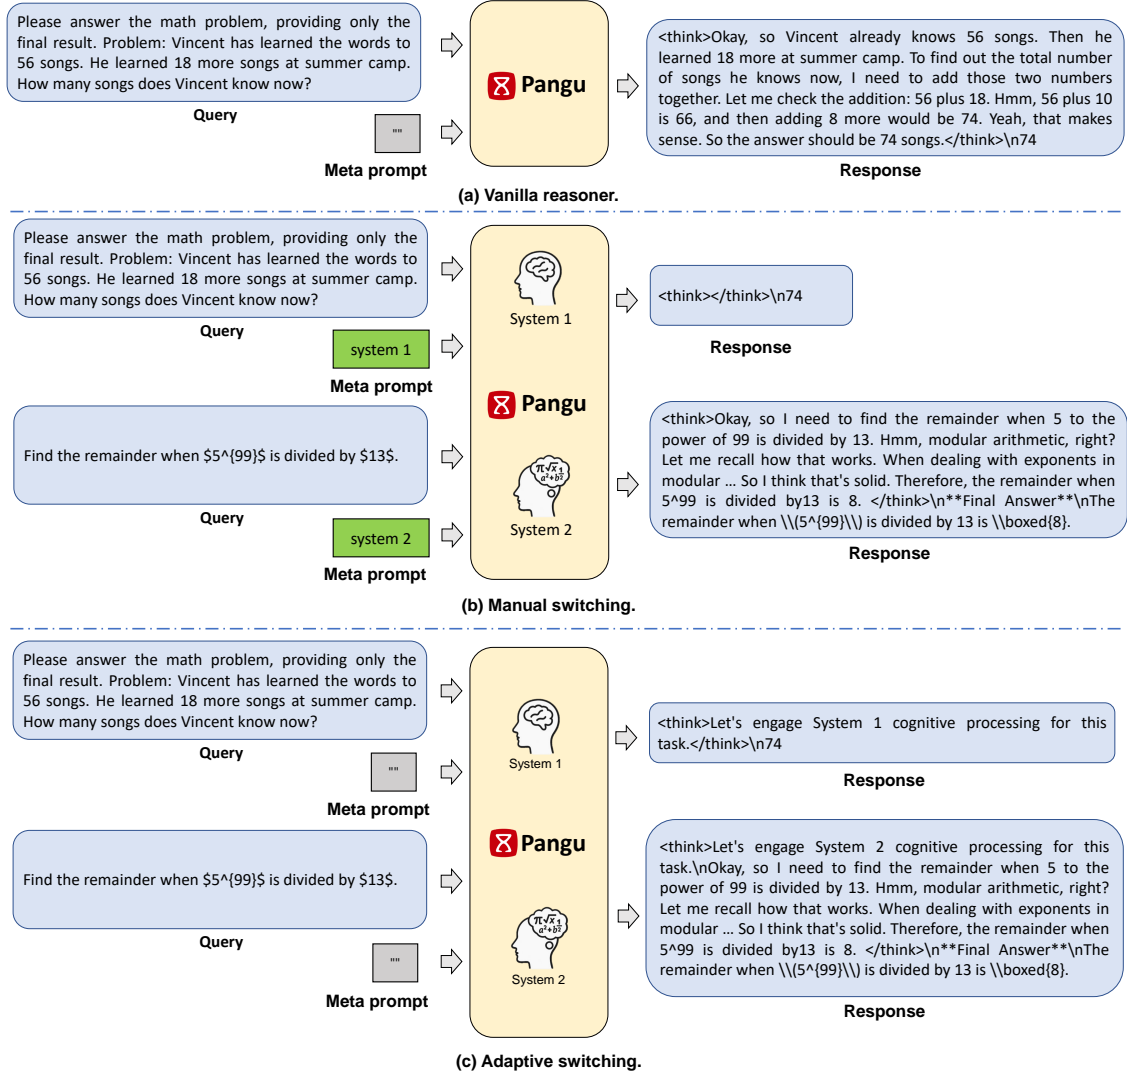 Please answer the math problem, providing only the
final result. Problem: Vincent has learned the words to
56 songs. He learned 18 more songs at summer camp.
How many songs does Vincent know now?
Query
""
Meta prompt
Pangu
<think>Okay, so Vincent already knows 56 songs. Then he
learned 18 more at summer camp. To find out the total number
of songs he knows now, I need to add those two numbers
together. Let me check the addition: 56 plus 18. Hmm, 56 plus 10
is 66, and then adding 8 more would be 74. Yeah, that makes
sense. So the answer should be 74 songs.</think>\n74
Response
(a) Vanilla reasoner.
Please answer the math problem, providing only the
final result. Problem: Vincent has learned the words to
56 songs. He learned 18 more songs at summer camp.
How many songs does Vincent know now?
Query
system 1
Meta prompt
System 1
<think></think>\n74
Response
Pangu
Find the remainder when $5^{99}$ is divided by $13$.
Query
system 2
Meta prompt
π√x 1
a²+b²
System 2
<think>Okay, so I need to find the remainder when 5 to the
power of 99 is divided by 13. Hmm, modular arithmetic, right?
Let me recall how that works. When dealing with exponents in
modular ... So I think that's solid. Therefore, the remainder when
5^99 is divided by13 is 8. </think>\n**Final Answer**\nThe
remainder when \\(5^{99}\\) is divided by 13 is \\boxed{8}.
Response
(b) Manual switching.
Please answer the math problem, providing only the
final result. Problem: Vincent has learned the words to
56 songs. He learned 18 more songs at summer camp.
How many songs does Vincent know now?
Query
""
Meta prompt
System 1
<think>Let's engage System 1 cognitive processing for this
task.</think>\n74
Response
Pangu
Find the remainder when $5^{99}$ is divided by $13$.
Query
""
Meta prompt
π√x 1
a²+b²
System 2
<think>Let's engage System 2 cognitive processing for this
task.\nOkay, so I need to find the remainder when 5 to the
power of 99 is divided by 13. Hmm, modular arithmetic, right?
Let me recall how that works. When dealing with exponents in
modular ... So I think that's solid. Therefore, the remainder when
5^99 is divided by13 is 8. </think>\n**Final Answer**\nThe
remainder when \\(5^{99}\\) is divided by 13 is \\boxed{8}.
Response
(c) Adaptive switching.